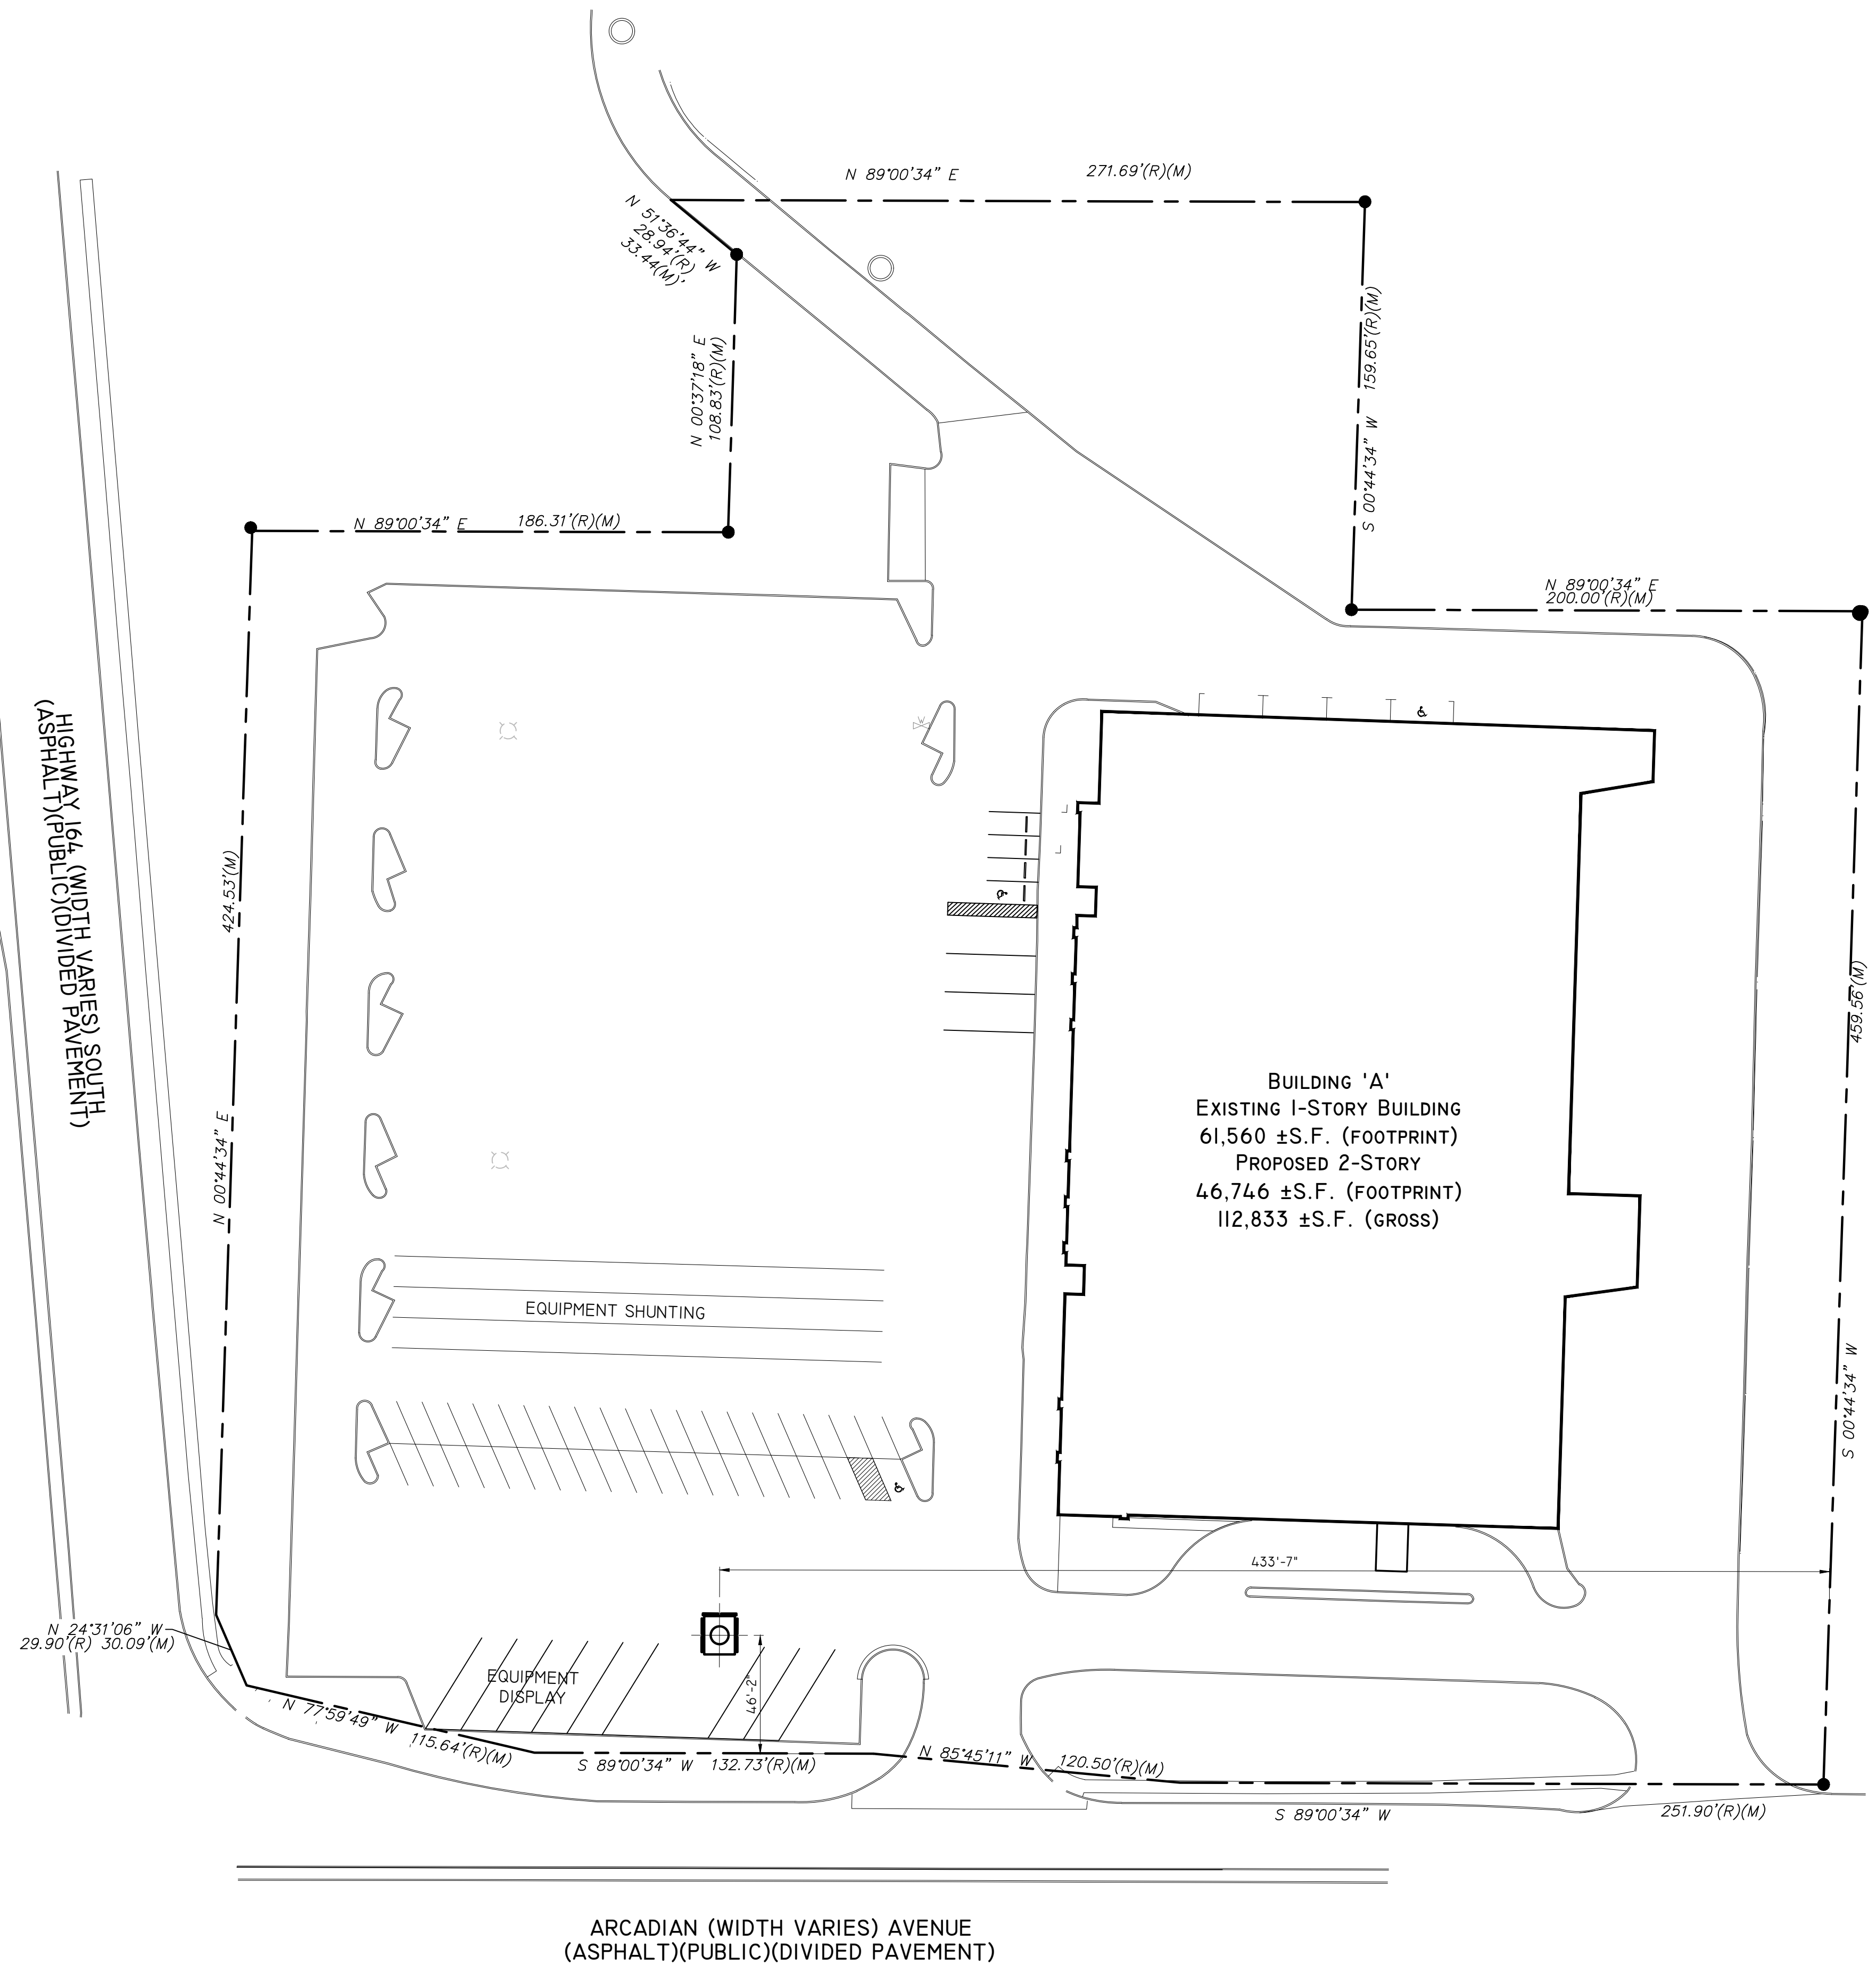 N 89°00'34" E 271.69'(R)(M)
N 51°36'44" W
28.94'(R)
33.44(M)'
S 00°44'34" W 159.65'(R)(M)
N 00°37'18" E
108.83'(R)(M)
N 89°00'34" E 186.31'(R)(M)
N 89°00'34" E
200.00'(R)(M)
HIGHWAY 164 (WIDTH VARIES) SOUTH
(ASPHALT)(PUBLIC)(DIVIDED PAVEMENT)
N 00°44'34" E 424.53'(M)
W
S 00°44'34" W 459.56'(M)
BUILDING 'A'
EXISTING 1-STORY BUILDING
61,560 ±S.F. (FOOTPRINT)
PROPOSED 2-STORY
46,746 ±S.F. (FOOTPRINT)
112,833 ±S.F. (GROSS)
EQUIPMENT SHUNTING
433'-7"
N 24°31'06" W
29.90'(R) 30.09'(M)
EQUIPMENT
DISPLAY
46'-2"
N 77°59'49" W 115.64'(R)(M)
S 89°00'34" W 132.73'(R)(M)
N 85°45'11" W 120.50'(R)(M)
S 89°00'34" W 251.90'(R)(M)
ARCADIAN (WIDTH VARIES) AVENUE
(ASPHALT)(PUBLIC)(DIVIDED PAVEMENT)